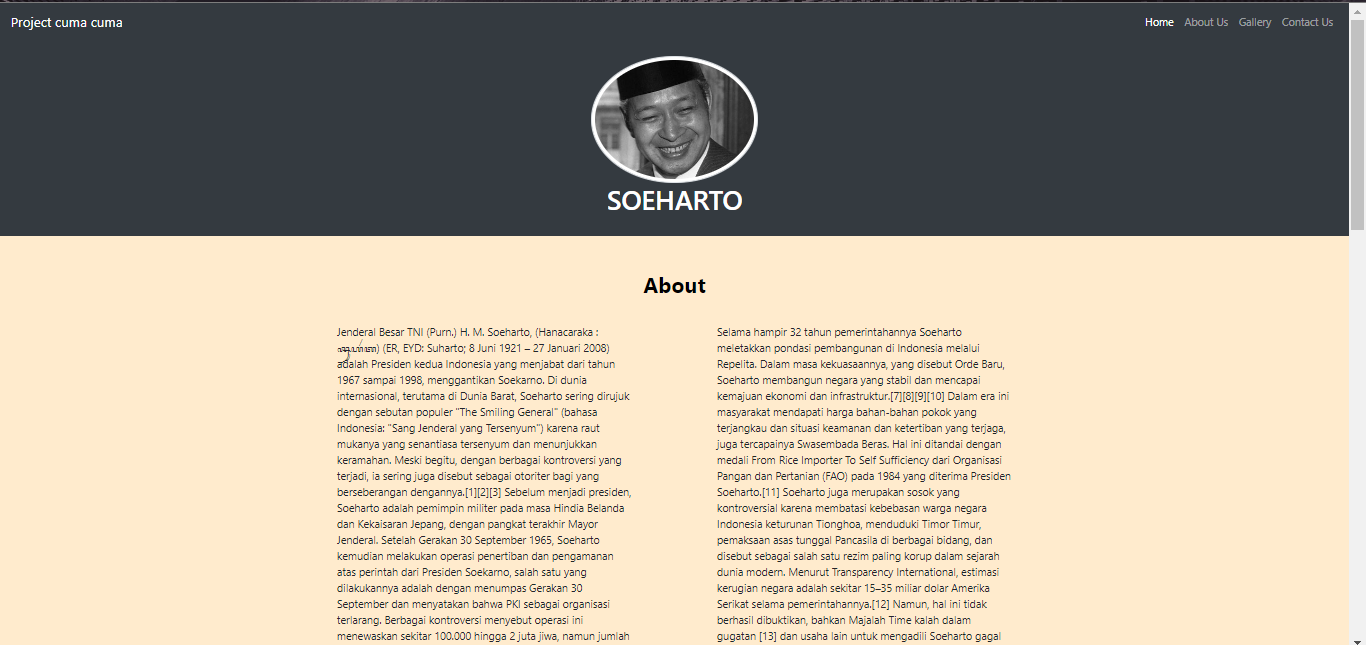 Project cuma cuma
Home About Us Gallery Contact Us
SOEHARTO
About
Jenderal Besar TNI (Purn.) H. M. Soeharto, (Hanacaraka :
) (ER, EYD: Suharto; 8 Juni 1921 – 27 Januari 2008)
adalah Presiden kedua Indonesia yang menjabat dari tahun
1967 sampai 1998, menggantikan Soekarno. Di dunia
internasional, terutama di Dunia Barat, Soeharto sering dirujuk
dengan sebutan populer "The Smiling General" (bahasa
Indonesia: "Sang Jenderal yang Tersenyum") karena raut
mukanya yang senantiasa tersenyum dan menunjukkan
keramahan. Meski begitu, dengan berbagai kontroversi yang
terjadi, ia sering juga disebut sebagai otoriter bagi yang
berseberangan dengannya.[1][2][3] Sebelum menjadi presiden,
Soeharto adalah pemimpin militer pada masa Hindia Belanda
dan Kekaisaran Jepang, dengan pangkat terakhir Mayor
Jenderal. Setelah Gerakan 30 September 1965, Soeharto
kemudian melakukan operasi penertiban dan pengamanan
atas perintah dari Presiden Soekarno, salah satu yang
dilakukannya adalah dengan menumpas Gerakan 30
September dan menyatakan bahwa PKI sebagai organisasi
terlarang. Berbagai kontroversi menyebut operasi ini
menewaskan sekitar 100.000 hingga 2 juta jiwa, namun jumlah
Selama hampir 32 tahun pemerintahannya Soeharto
meletakkan pondasi pembangunan di Indonesia melalui
Repelita. Dalam masa kekuasaannya, yang disebut Orde Baru,
Soeharto membangun negara yang stabil dan mencapai
kemajuan ekonomi dan infrastruktur.[7][8][9][10] Dalam era ini
masyarakat mendapati harga bahan-bahan pokok yang
terjangkau dan situasi keamanan dan ketertiban yang terjaga,
juga tercapainya Swasembada Beras. Hal ini ditandai dengan
medali From Rice Importer To Self Sufficiency dari Organisasi
Pangan dan Pertanian (FAO) pada 1984 yang diterima Presiden
Soeharto.[11] Soeharto juga merupakan sosok yang
kontroversial karena membatasi kebebasan warga negara
Indonesia keturunan Tionghoa, menduduki Timor Timur,
pemaksaan asas tunggal Pancasila di berbagai bidang, dan
disebut sebagai salah satu rezim paling korup dalam sejarah
dunia modern. Menurut Transparency International, estimasi
kerugian negara adalah sekitar 15–35 miliar dolar Amerika
Serikat selama pemerintahannya.[12] Namun, hal ini tidak
berhasil dibuktikan, bahkan Majalah Time kalah dalam
gugatan [13] dan usaha lain untuk mengadili Soeharto gagal